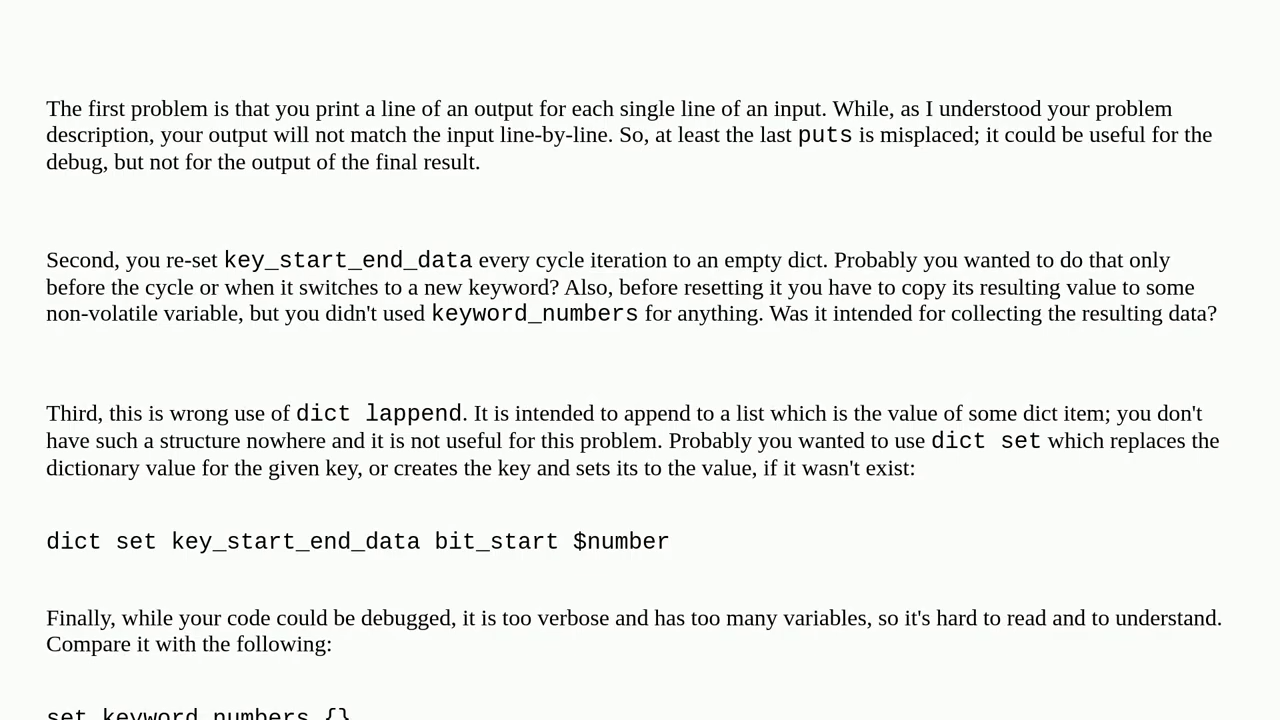 The first problem is that you print a line of an output for each single line of an input. While, as I understood your problem
description, your output will not match the input line-by-line. So, at least the last puts is misplaced; it could be useful for the
debug, but not for the output of the final result.
Second, you re-set key_start_end_data every cycle iteration to an empty dict. Probably you wanted to do that only
before the cycle or when it switches to a new keyword? Also, before resetting it you have to copy its resulting value to some
non-volatile variable, but you didn't used keyword_numbers for anything. Was it intended for collecting the resulting data?
Third, this is wrong use of dict lappend. It is intended to append to a list which is the value of some dict item; you don't
have such a structure nowhere and it is not useful for this problem. Probably you wanted to use dict set which replaces the
dictionary value for the given key, or creates the key and sets its to the value, if it wasn't exist:
dict set key_start_end_data bit_start $number
Finally, while your code could be debugged, it is too verbose and has too many variables, so it's hard to read and to understand.
Compare it with the following:
set keyword_numbers {}